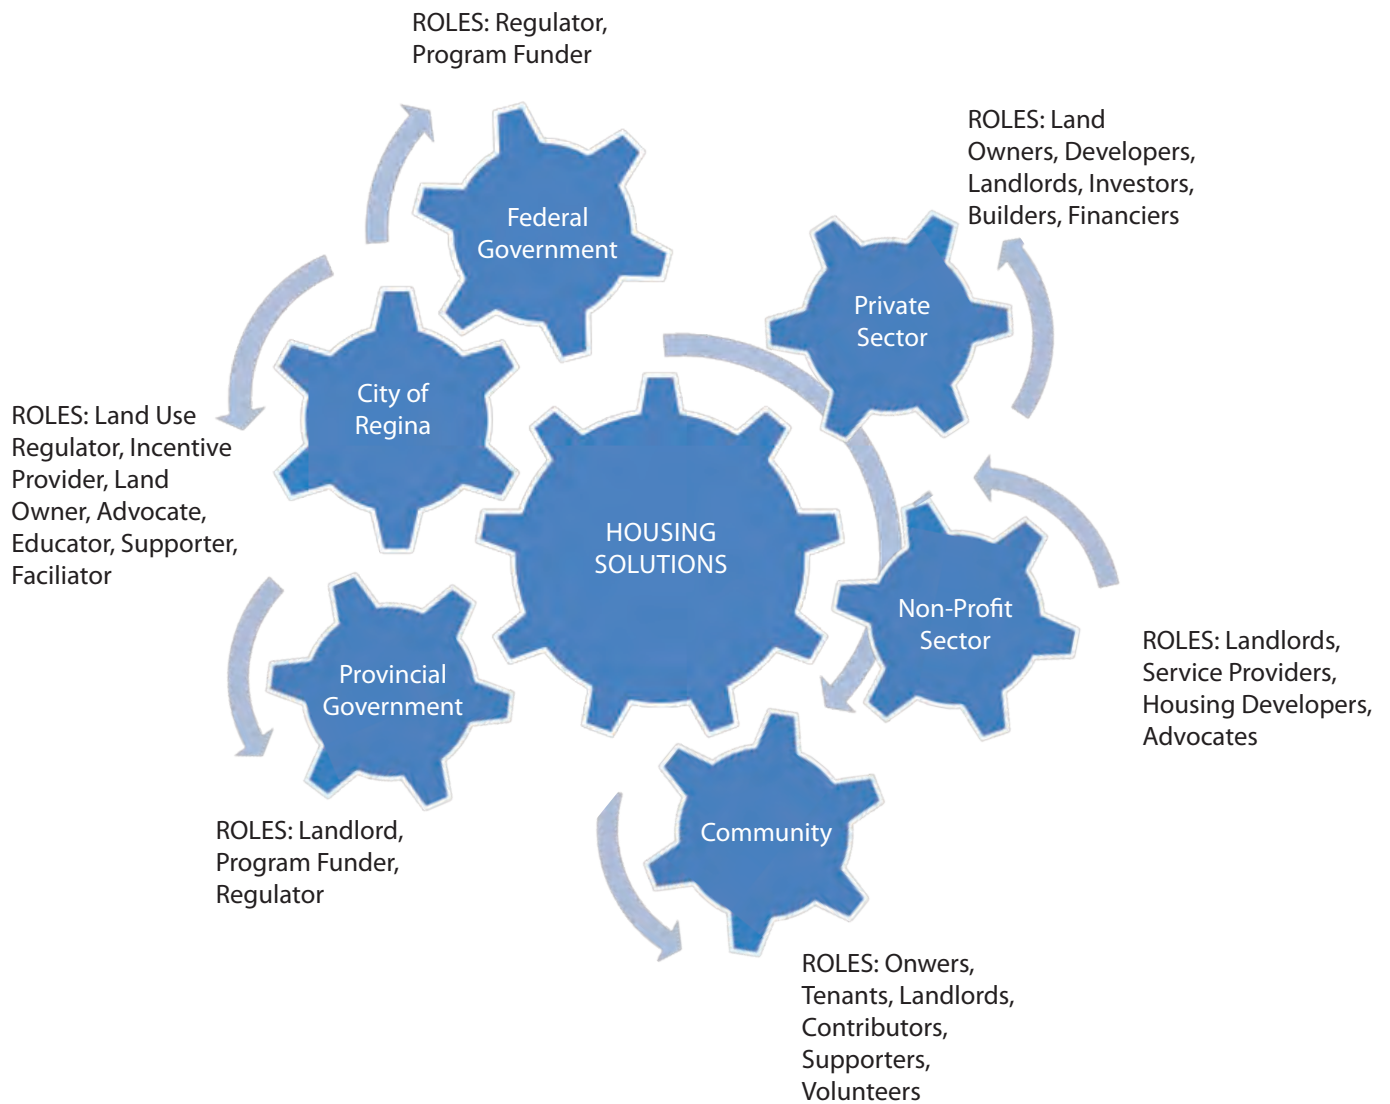 ROLES: Regulator,
Program Funder
Federal
Government
ROLES: Land
Owners, Developers,
Landlords, Investors,
Builders, Financiers
Private
Sector
City of
Regina
ROLES: Land Use
Regulator, Incentive
Provider, Land
Owner, Advocate,
Educator, Supporter,
Faciliator
HOUSING
SOLUTIONS
Non-Profit
Sector
ROLES: Landlords,
Service Providers,
Housing Developers,
Advocates
Provincial
Government
ROLES: Landlord,
Program Funder,
Regulator
Community
ROLES: Onwers,
Tenants, Landlords,
Contributors,
Supporters,
Volunteers